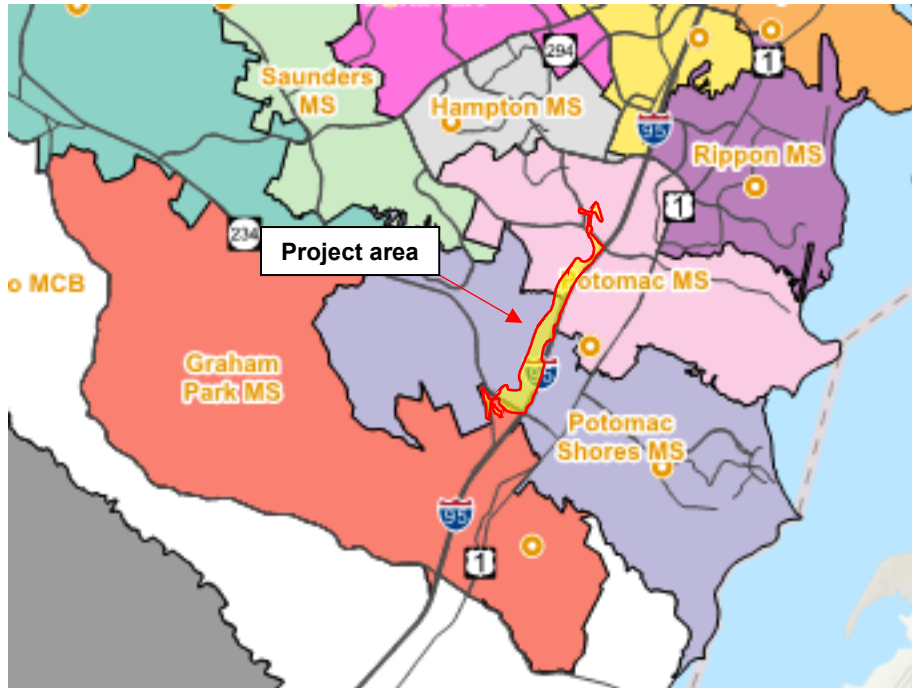 294
1
Saunders
MS
Hampton MS
95
Rippon MS
1
234
Project area
o MCB
Potomac MS
Graham
Park MS
95
Potomac
Shores MS
95
1